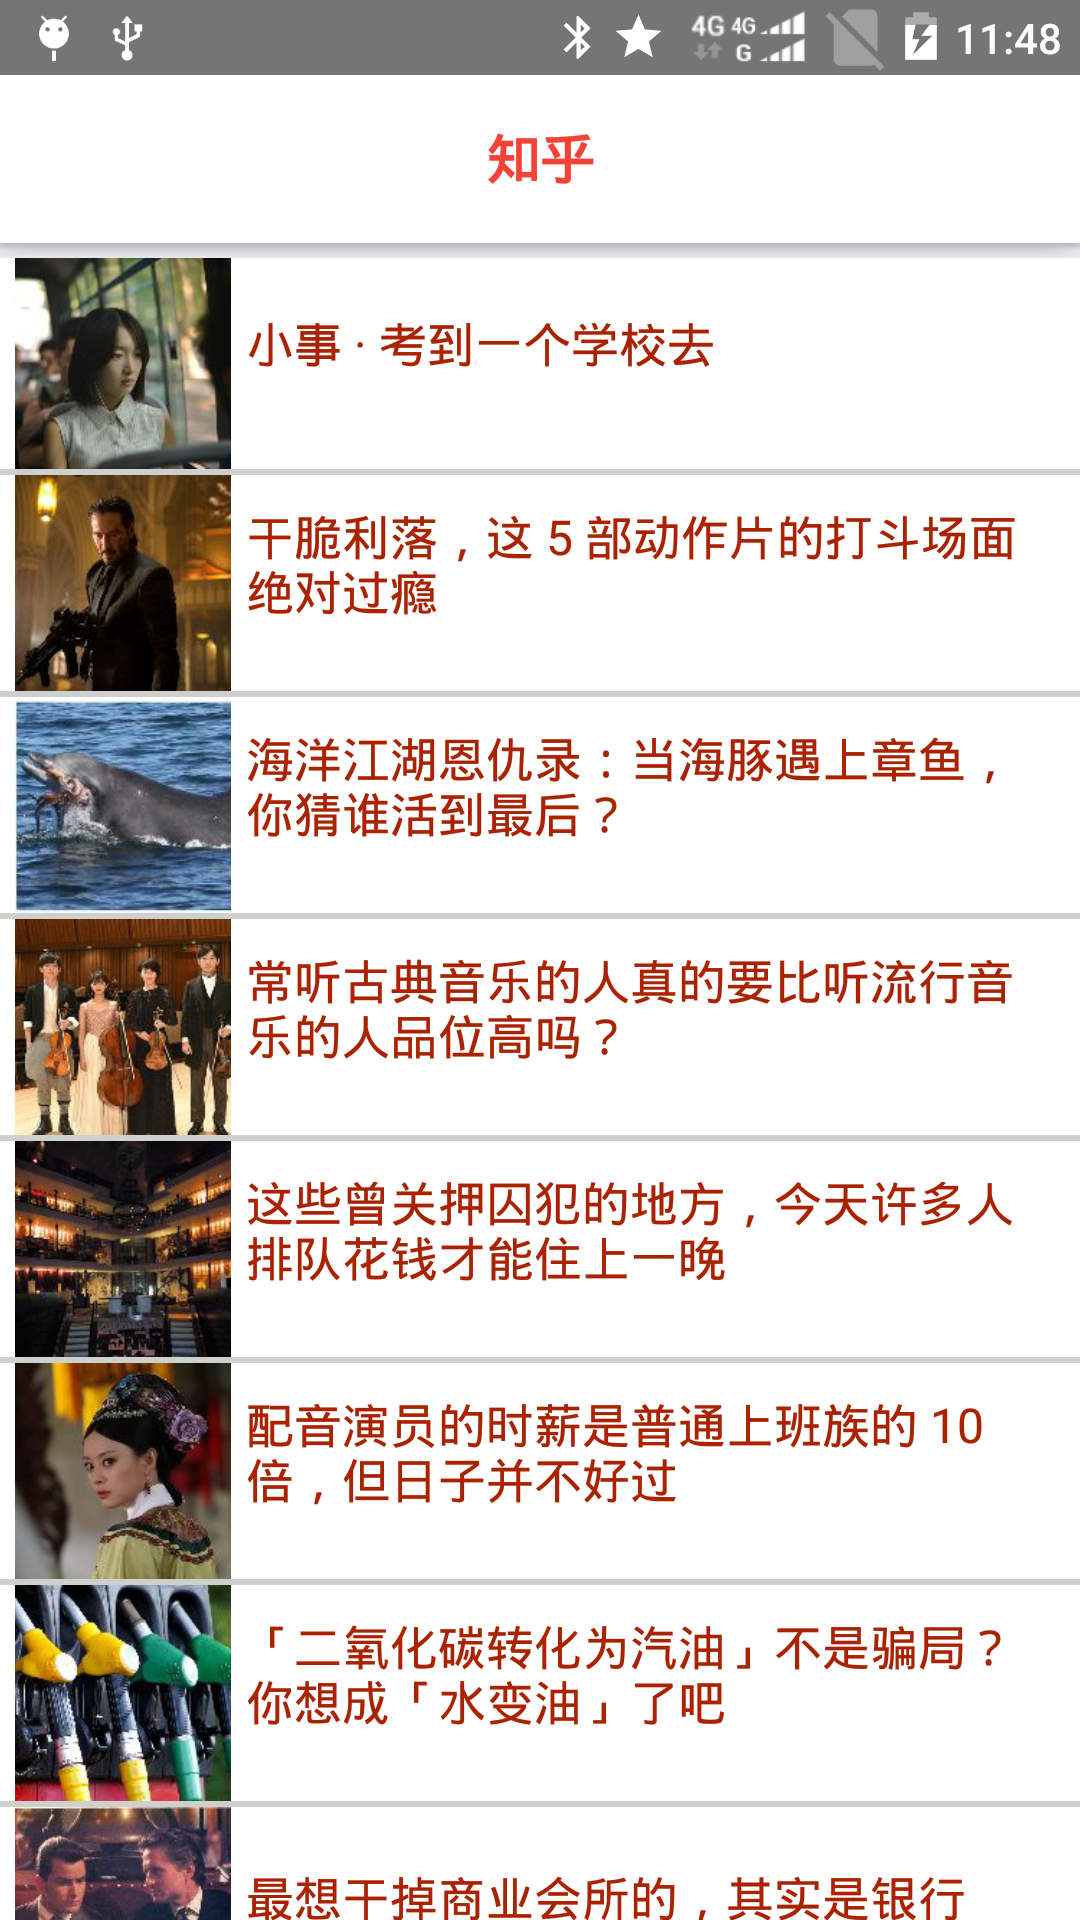 4G 4G G 11:48
知乎
小事 · 考到一个学校去
干脆利落，这 5 部动作片的打斗场面
绝对过瘾
海洋江湖恩仇录：当海豚遇上章鱼，
你猜谁活到最后？
常听古典音乐的人真的要比听流行音
乐的人品位高吗？
这些曾关押囚犯的地方，今天许多人
排队花钱才能住上一晚
配音演员的时薪是普通上班族的 10
倍，但日子并不好过
「二氧化碳转化为汽油」不是骗局？
你想成「水变油」了吧
最想干掉商业会所的，其实是银行